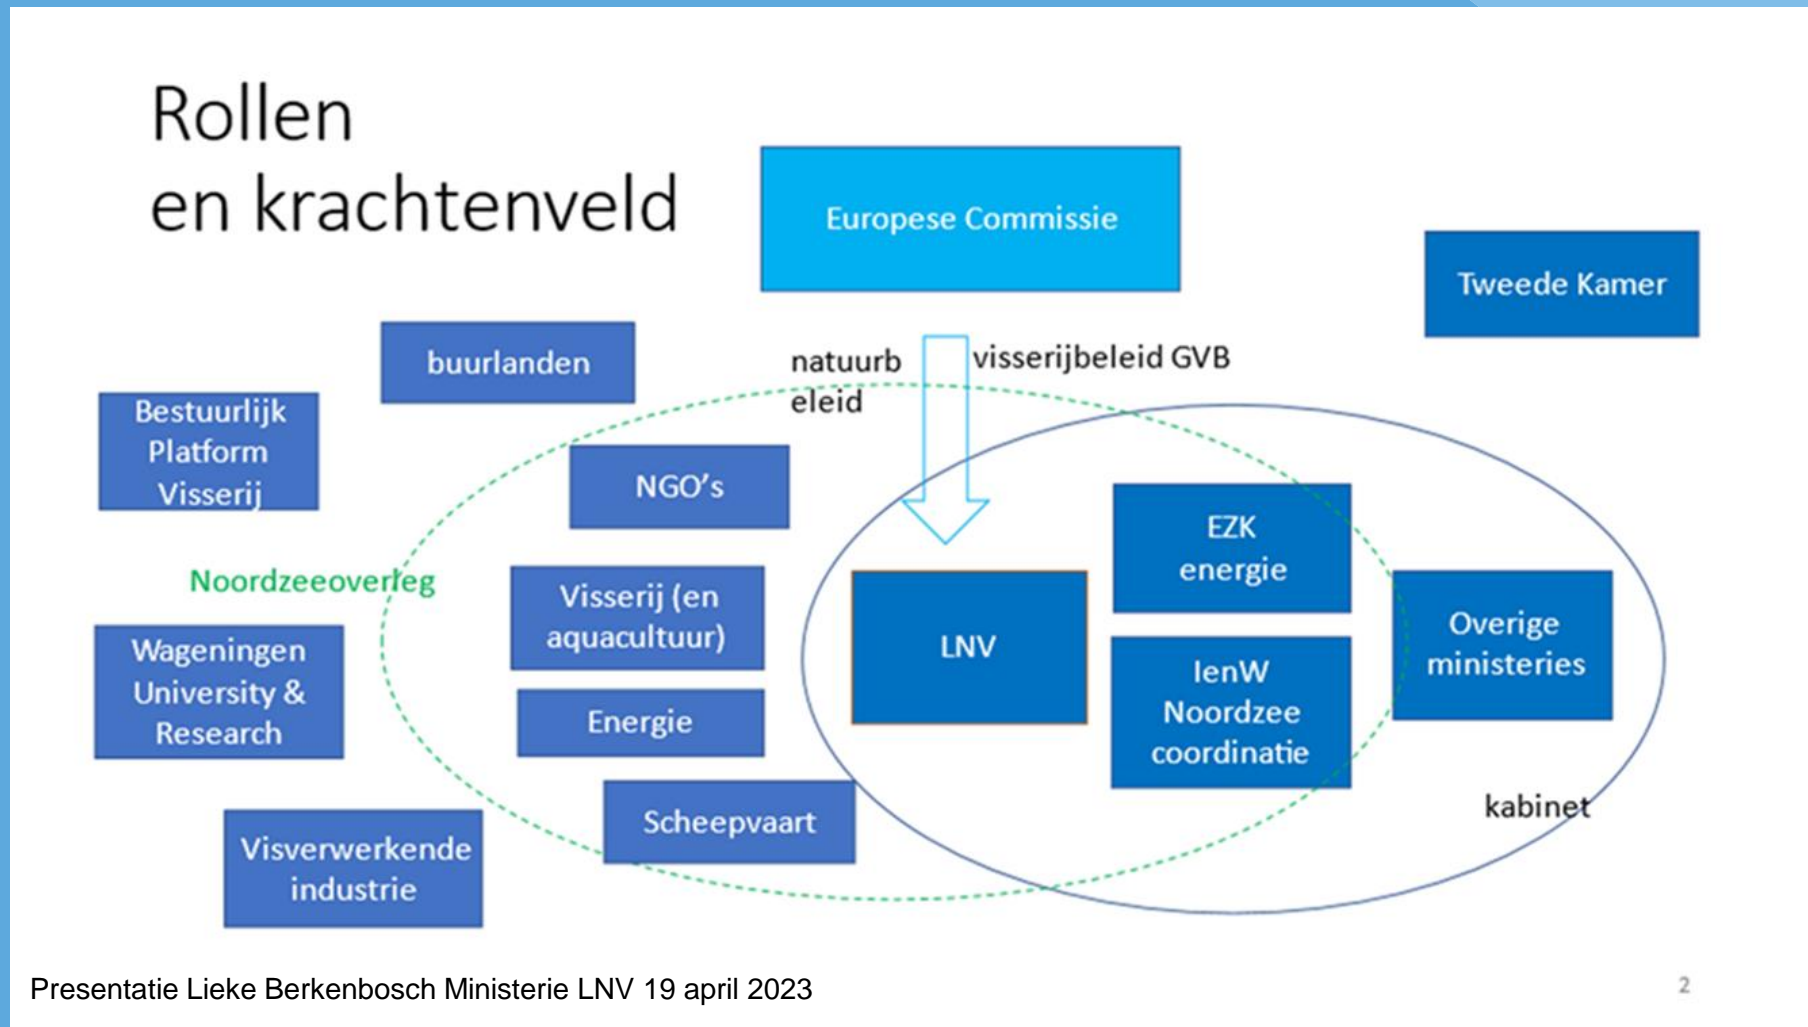 Rollen
en krachtenveld
Europese Commissie
Tweede Kamer
buurlanden
natuurb
eleid
visserijbeleid GVB
Bestuurlijk
Platform
Visserij
NGO's
EZK
energie
Noordzeeoverleg
Visserij (en
aquacultuur)
LNV
Overige
ministeries
Wageningen
University &
Research
Energie
IenW
Noordzee
coordinatie
Scheepvaart
kabinet
Visverwerkende
industrie
Presentatie Lieke Berkenbosch Ministerie LNV 19 april 2023
2